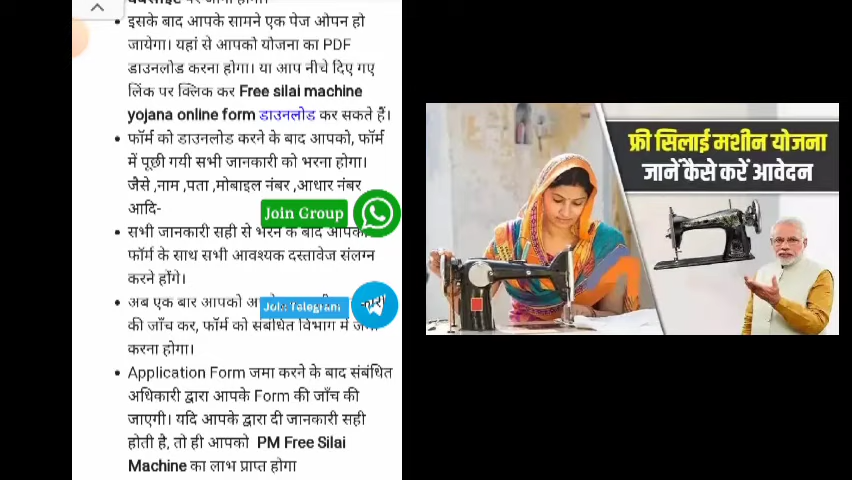 इसके बाद आपके सामने एक पेज ओपन हो
जायेगा। यहां से आपको योजना का PDF
डाउनलोड करना होगा। या आप नीचे दिए गए
लिंक पर क्लिक कर Free silai machine
yojana online form डाउनलोड कर सकते हैं।
फॉर्म को डाउनलोड करने के बाद आपको, फॉर्म
में पूछी गयी सभी जानकारी को भरना होगा।
जैसे ,नाम ,पता ,मोबाइल नंबर ,आधार नंबर
आदि-
Join Group
सभी जानकारी सही से भरने के बाद आपको
फॉर्म के साथ सभी आवश्यक दस्तावेज संलग्न
करने होंगे।
अब एक बार आपको
Join Telegram
की जाँच कर, फॉर्म को संबंधित विभाग में जमा
करना होगा।
Application Form जमा करने के बाद संबंधित
अधिकारी द्वारा आपके Form की जाँच की
जाएगी। यदि आपके द्वारा दी जानकारी सही
होती है, तो ही आपको PM Free Silai
Machine का लाभ प्राप्त होगा
फ्री सिलाई मशीन योजना
जानें कैसे करें आवेदन